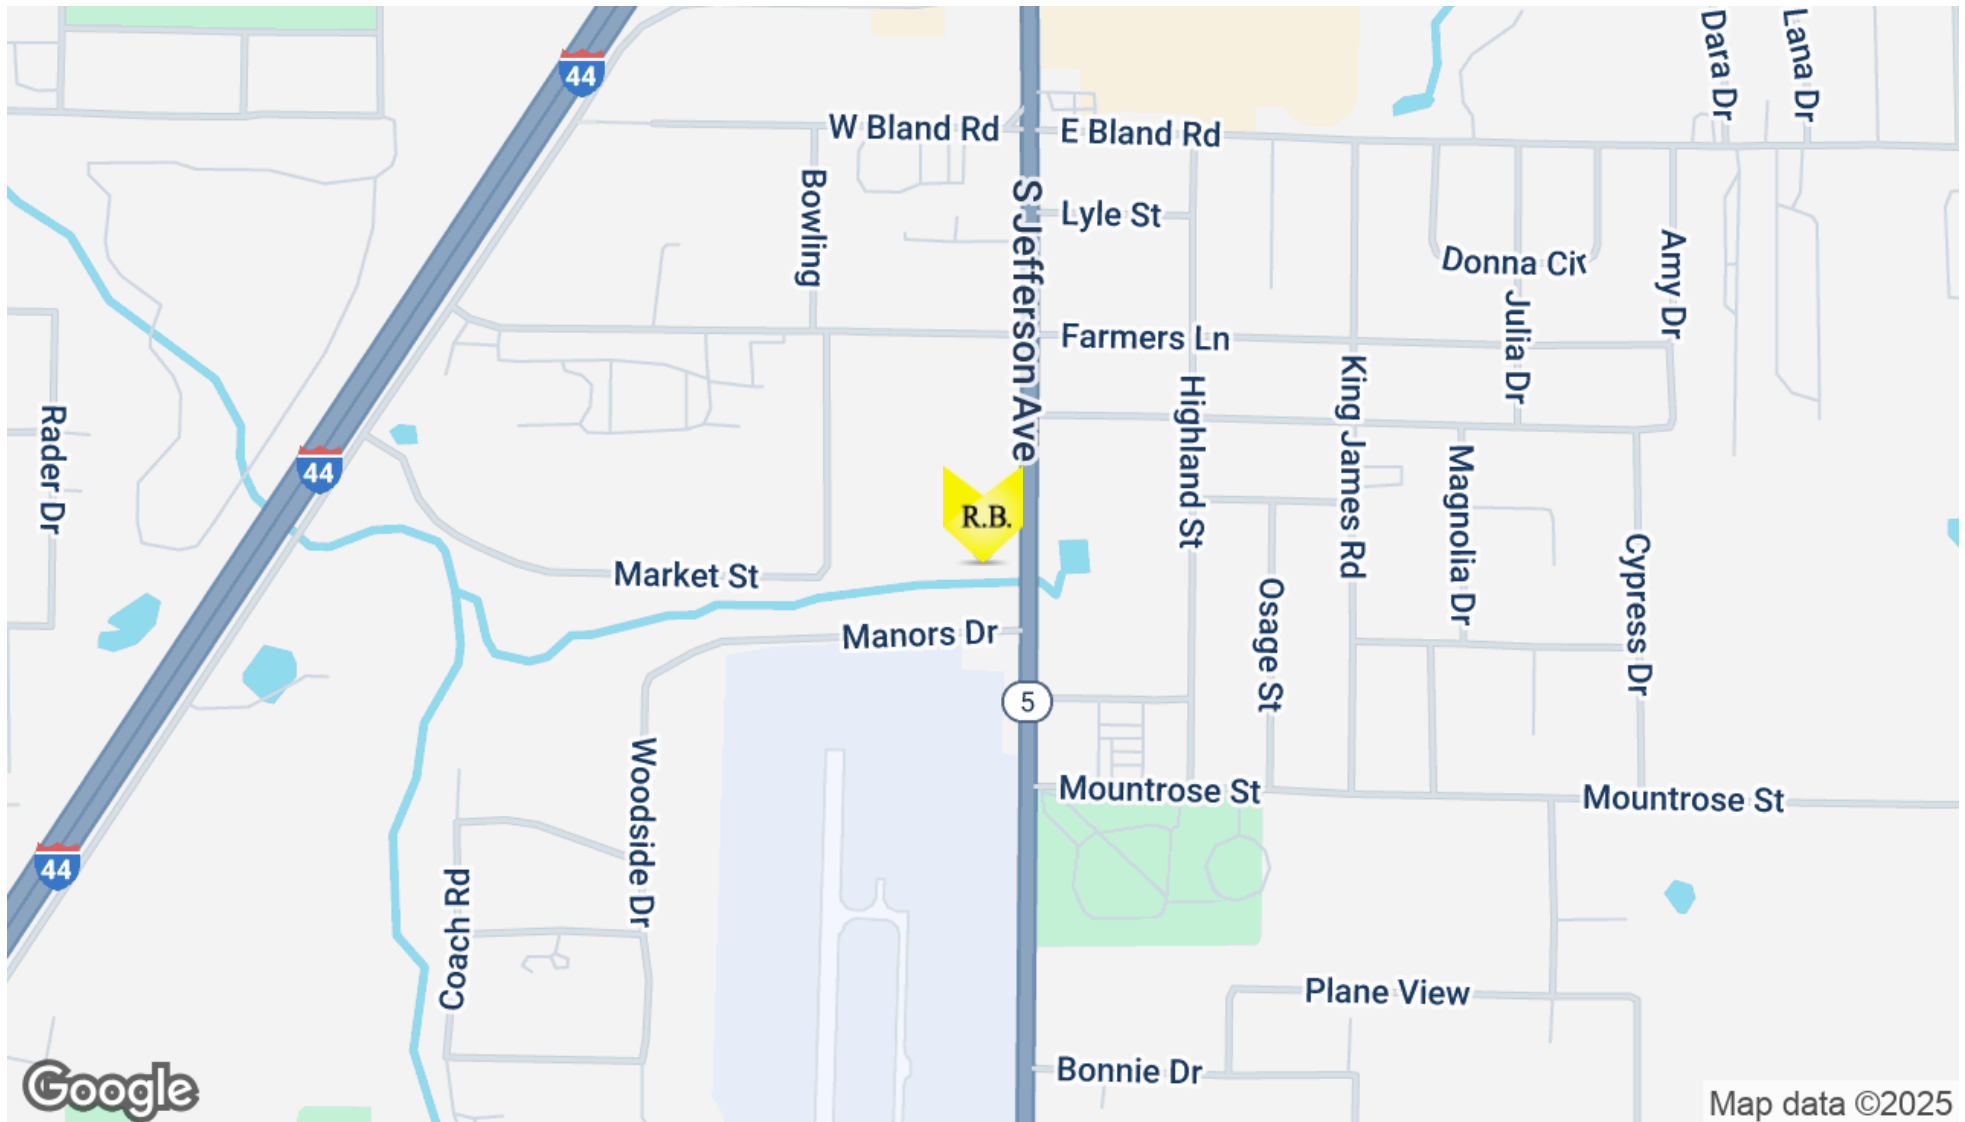 Dara Dr
Lana Dr
44
W Bland Rd
E Bland Rd
Bowling
S Jefferson Ave
Lyle St
Donna Cir
Amy Dr
Julia Dr
Farmers Ln
Highland St
King James Rd
Rader Dr
44
Magnolia Dr
R.B.
Market St
Cypress Dr
Osage St
Manors Dr
5
Woodside Dr
Mountrose St
Mountrose St
44
Coach Rd
Plane View
Bonnie Dr
Google
Map data ©2025